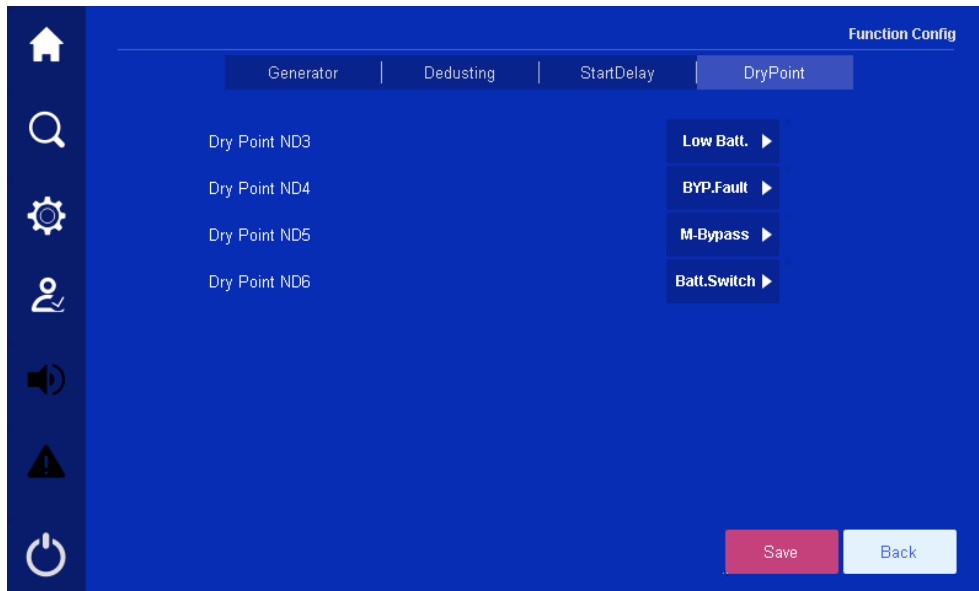 Function Config
Generator | Dedusting | StartDelay | DryPoint
Dry Point ND3 Low Batt.
Dry Point ND4 BYP.Fault
Dry Point ND5 M-Bypass
Dry Point ND6 Batt.Switch
Save Back